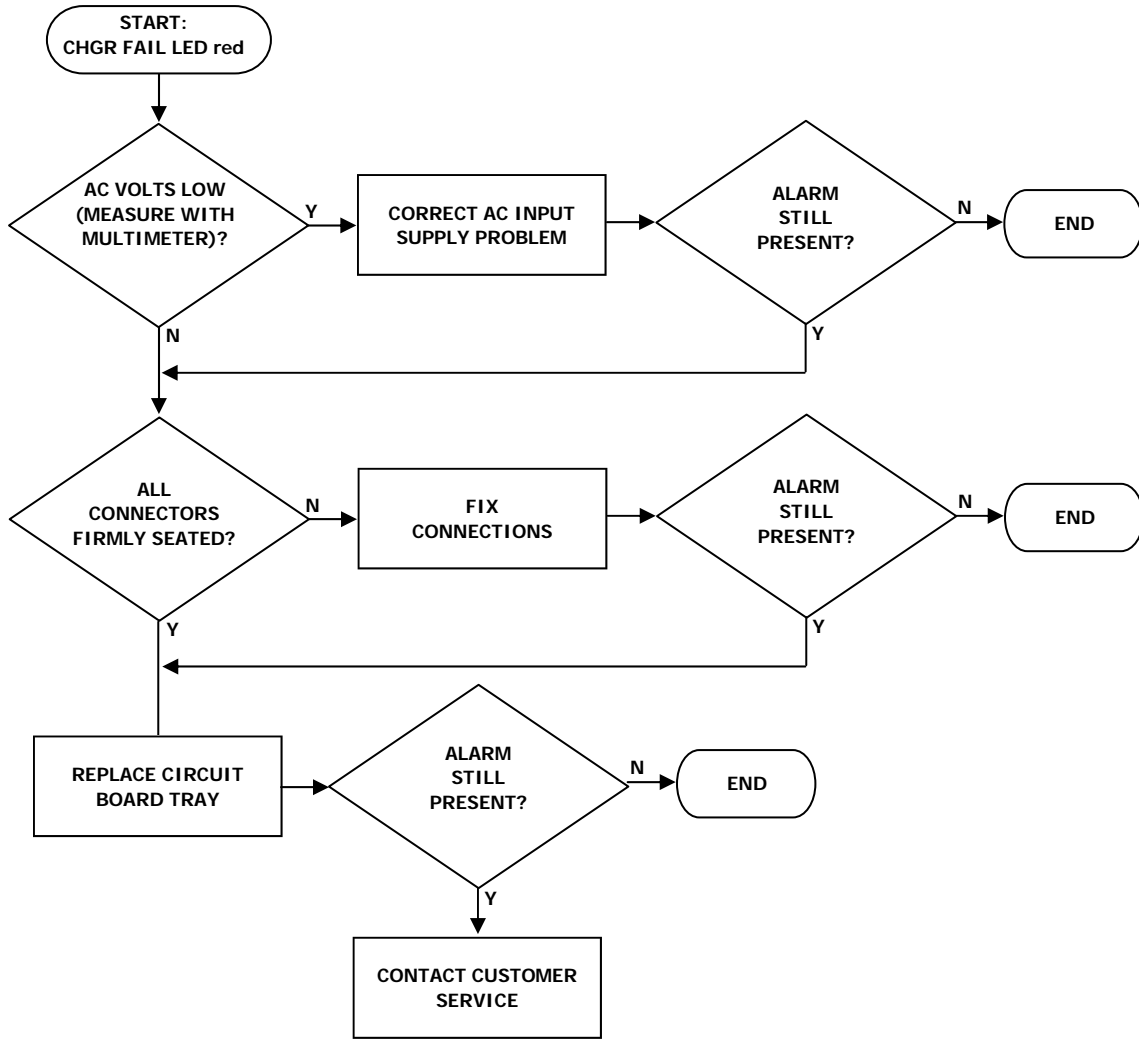 START:
CHGR FAIL LED red
AC VOLTS LOW
(MEASURE WITH
MULTIMETER)?
Y
CORRECT AC INPUT
SUPPLY PROBLEM
ALARM
STILL
PRESENT?
N
END
N
Y
ALL
CONNECTORS
FIRMLY SEATED?
N
FIX
CONNECTIONS
ALARM
STILL
PRESENT?
N
END
Y
Y
REPLACE CIRCUIT
BOARD TRAY
ALARM
STILL
PRESENT?
N
END
Y
CONTACT CUSTOMER
SERVICE